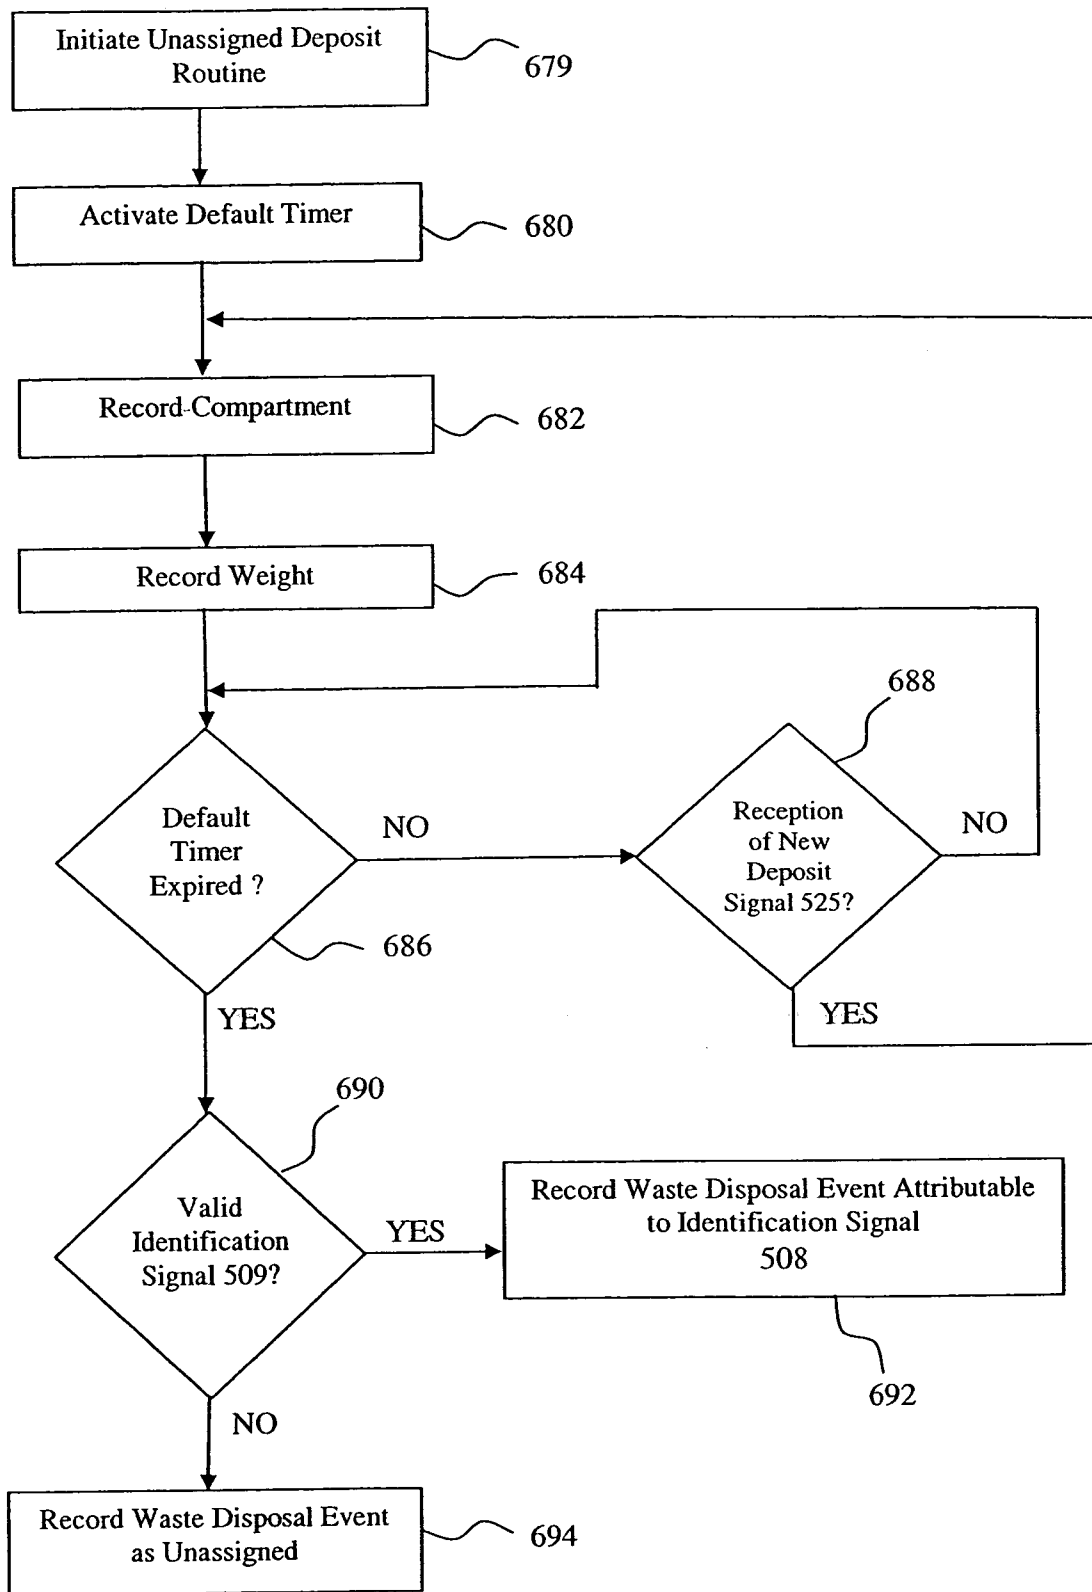 Initiate Unassigned Deposit
Routine
679
Activate Default Timer
680
Record Compartment
682
Record Weight
684
688
Default
Timer
Expired ?
NO
Reception
of New
Deposit
Signal 525?
NO
686
YES
YES
690
Valid
Identification
Signal 509?
YES
Record Waste Disposal Event Attributable
to Identification Signal
508
692
NO
Record Waste Disposal Event
as Unassigned
694